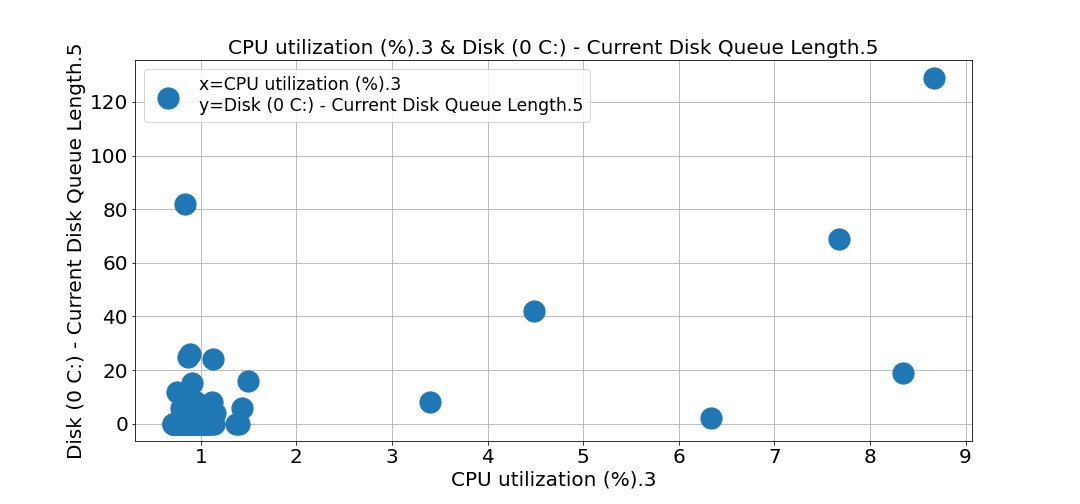 CPU utilization (%).3 & Disk (0 C:) - Current Disk Queue Length.5
x=CPU utilization (%).3
y=Disk (0 C:) - Current Disk Queue Length.5
Disk (0 C:) - Current Disk Queue Length.5
120
100
80
60
40
20
0
1 2 3 4 5 6 7 8 9
CPU utilization (%).3